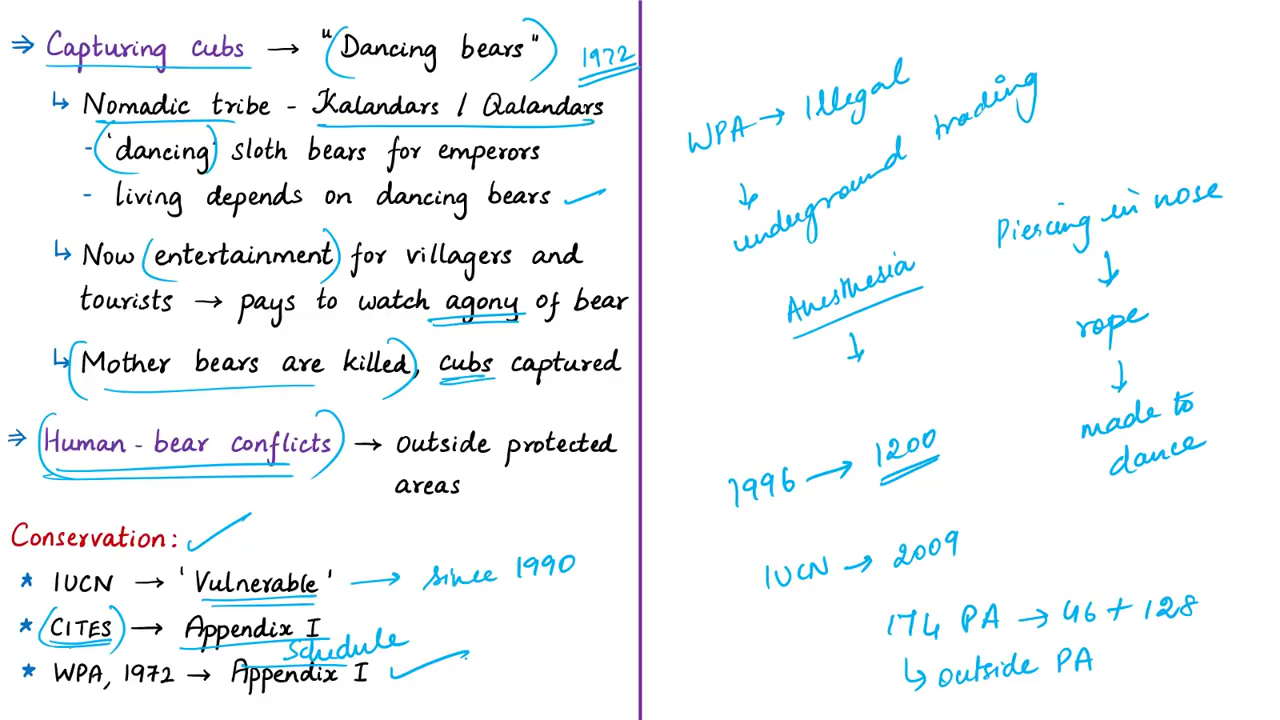 ⇒ Capturing cubs → "Dancing bears" 1972
↳ Nomadic tribe - Kalandars / Qalandars
- 'dancing' sloth bears for emperors
- living depends on dancing bears ✓
↳ Now entertainment for villagers and
tourists → pays to watch agony of bear
↳ Mother bears are killed, cubs captured
⇒ Human - bear conflicts → outside protected
areas
Conservation: ✓
* IUCN → 'Vulnerable' → since 1990
* CITES → Appendix I
Schedule
* WPA, 1972 → Appendix I ✓
WPA → Illegal
↓
underground trading
Anesthesia
↓
Piercing in nose
↓
rope
↓
made to
dance
1996 → 1200
IUCN → 2009
174 PA → 46 + 128
↳ outside PA